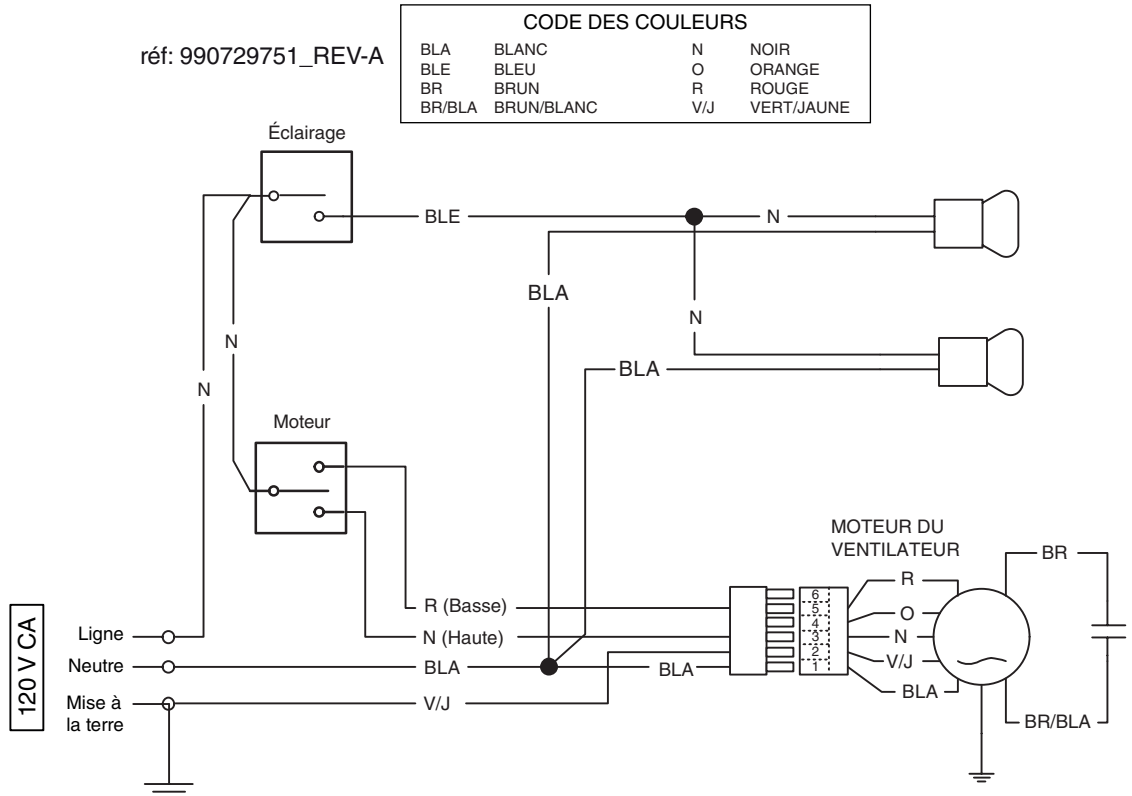 CODE DES COULEURS
réf: 990729751_REV-A
BLA BLANC N NOIR
BLE BLEU O ORANGE
BR BRUN R ROUGE
BR/BLA BRUN/BLANC V/J VERT/JAUNE
Éclairage
BLE
N
BLA
N
N
BLA
N
Moteur
MOTEUR DU
VENTILATEUR
BR
R
R (Basse)
6
5
O
4
120 V CA
Ligne
N (Haute)
3
N
Neutre
BLA
BLA
2
V/J
1
BLA
Mise à
la terre
V/J
BR/BLA